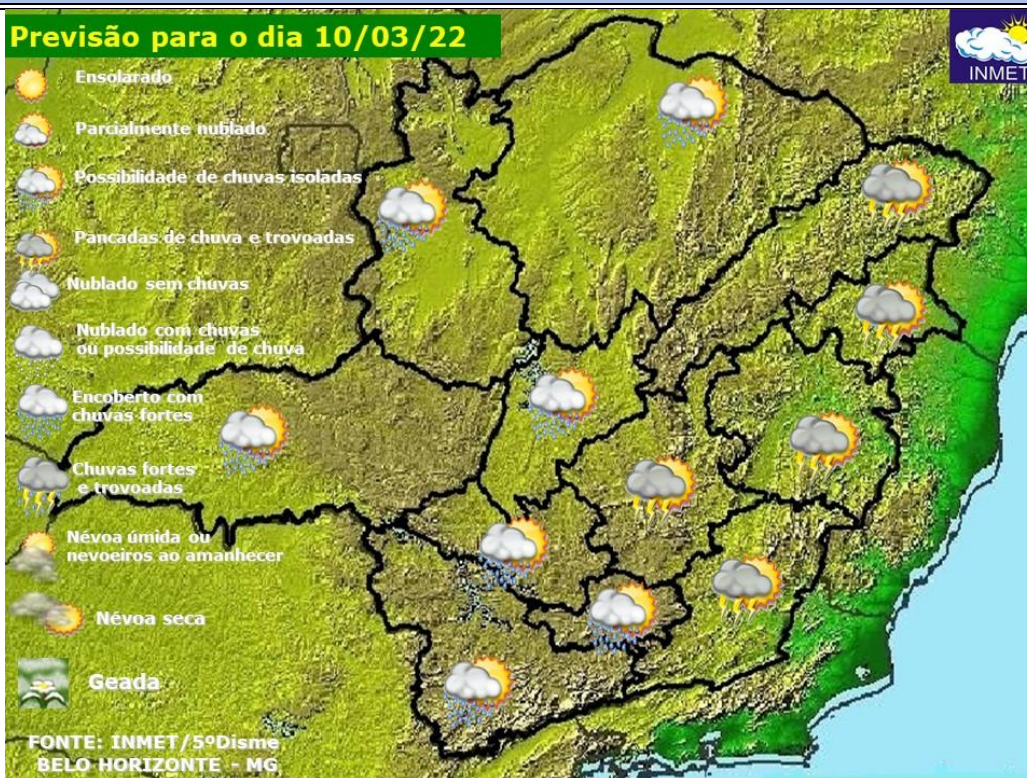 Previsão para o dia 10/03/22
INMET
Ensolarado
Parcialmente nublado
Possibilidade de chuvas isoladas
Pancadas de chuva e trovoadas
Nublado sem chuvas
Nublado com chuvas
ou possibilidade de chuva
Encoberto com
chuvas fortes
Chuvas fortes
e trovoadas
Névoa úmida ou
nevoeiros ao amanhecer
Névoa seca
Geada
FONTE: INMET/5ºDisme
BELO HORIZONTE - MG